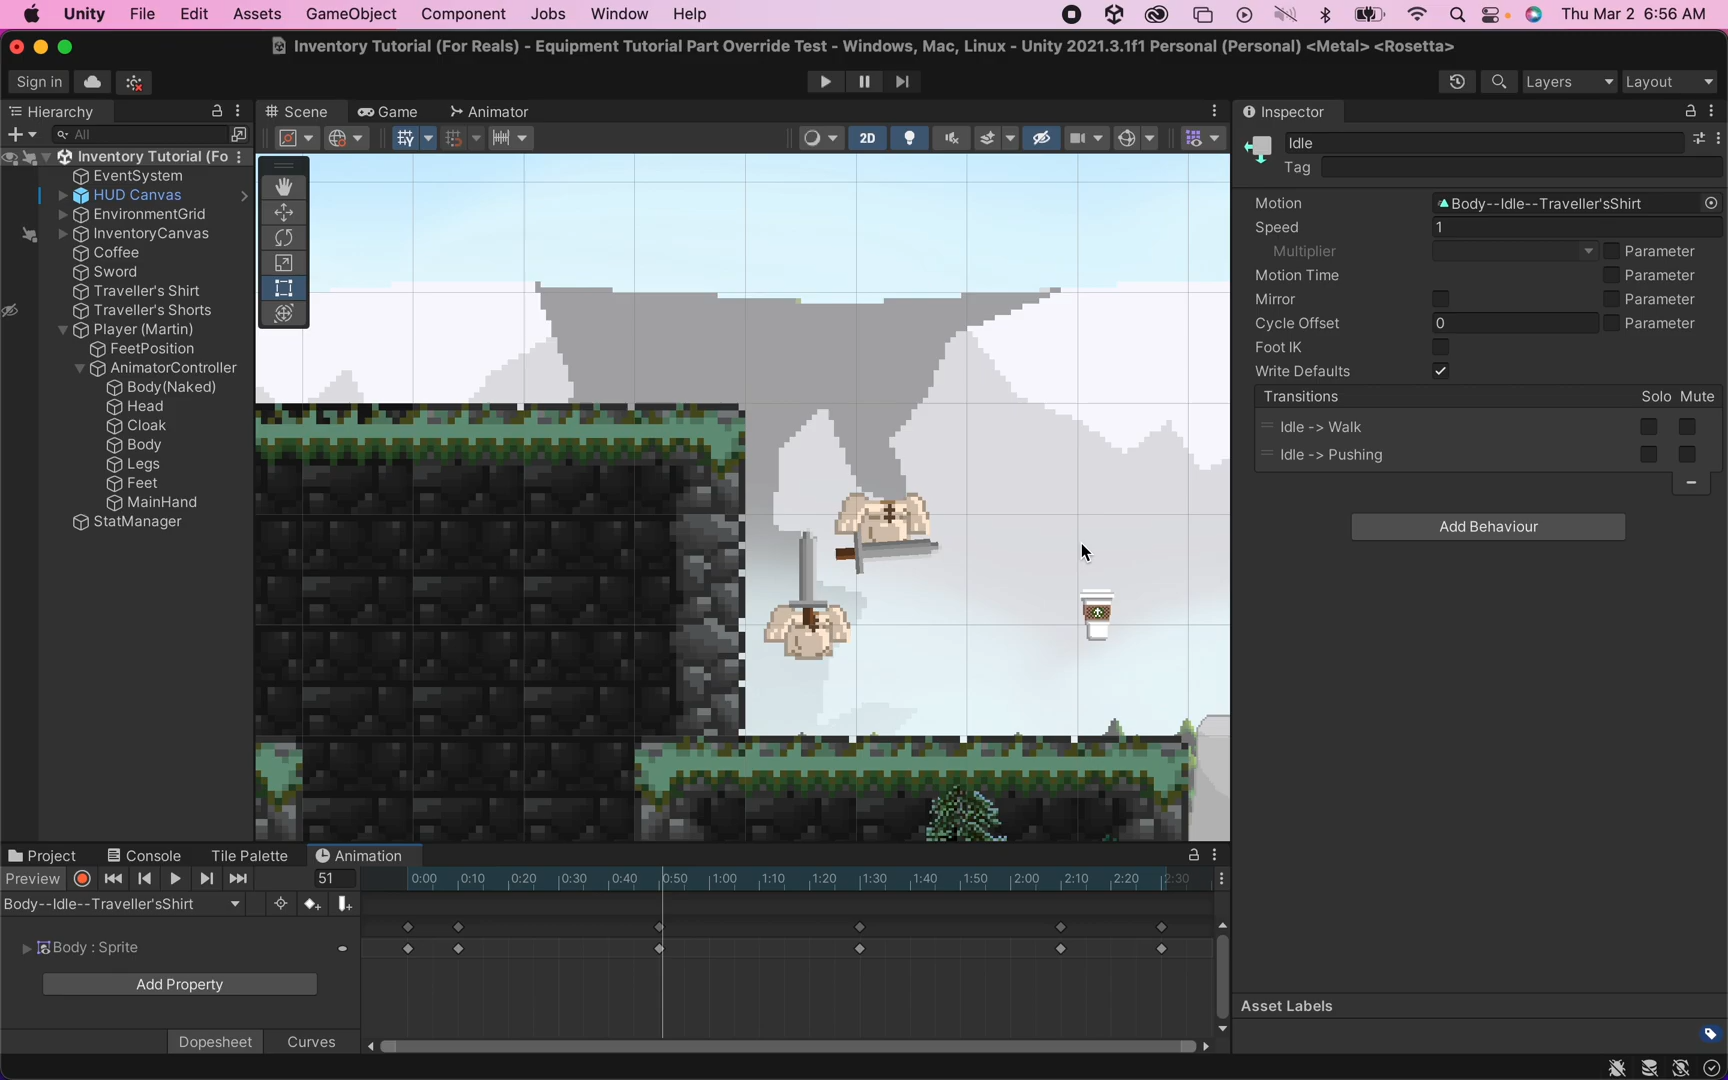 Unity File Edit Assets GameObject Component Jobs Window Help Thu Mar 2 6:56 AM
Inventory Tutorial (For Reals) - Equipment Tutorial Part Override Test - Windows, Mac, Linux - Unity 2021.3.1f1 Personal (Personal) <Metal> <Rosetta>
Sign in Layers Layout
Hierarchy Scene Game Animator Inspector
All 2D Idle
Tag
Inventory Tutorial (Fo
EventSystem
HUD Canvas
EnvironmentGrid
InventoryCanvas
Coffee
Sword
Traveller's Shirt
Traveller's Shorts
Player (Martin)
FeetPosition
AnimatorController
Body(Naked)
Head
Cloak
Body
Legs
Feet
MainHand
StatManager
Motion Body--Idle--Traveller'sShirt
Speed 1
Multiplier Parameter
Motion Time Parameter
Mirror Parameter
Cycle Offset 0 Parameter
Foot IK
Write Defaults
Transitions Solo Mute
Idle -> Walk
Idle -> Pushing
Add Behaviour
Project Console Tile Palette Animation
Preview 51 0:00 0:10 0:20 0:30 0:40 0:50 1:00 1:10 1:20 1:30 1:40 1:50 2:00 2:10 2:20 2:30
Body--Idle--Traveller'sShirt
Body : Sprite
Add Property
Dopesheet Curves
Asset Labels